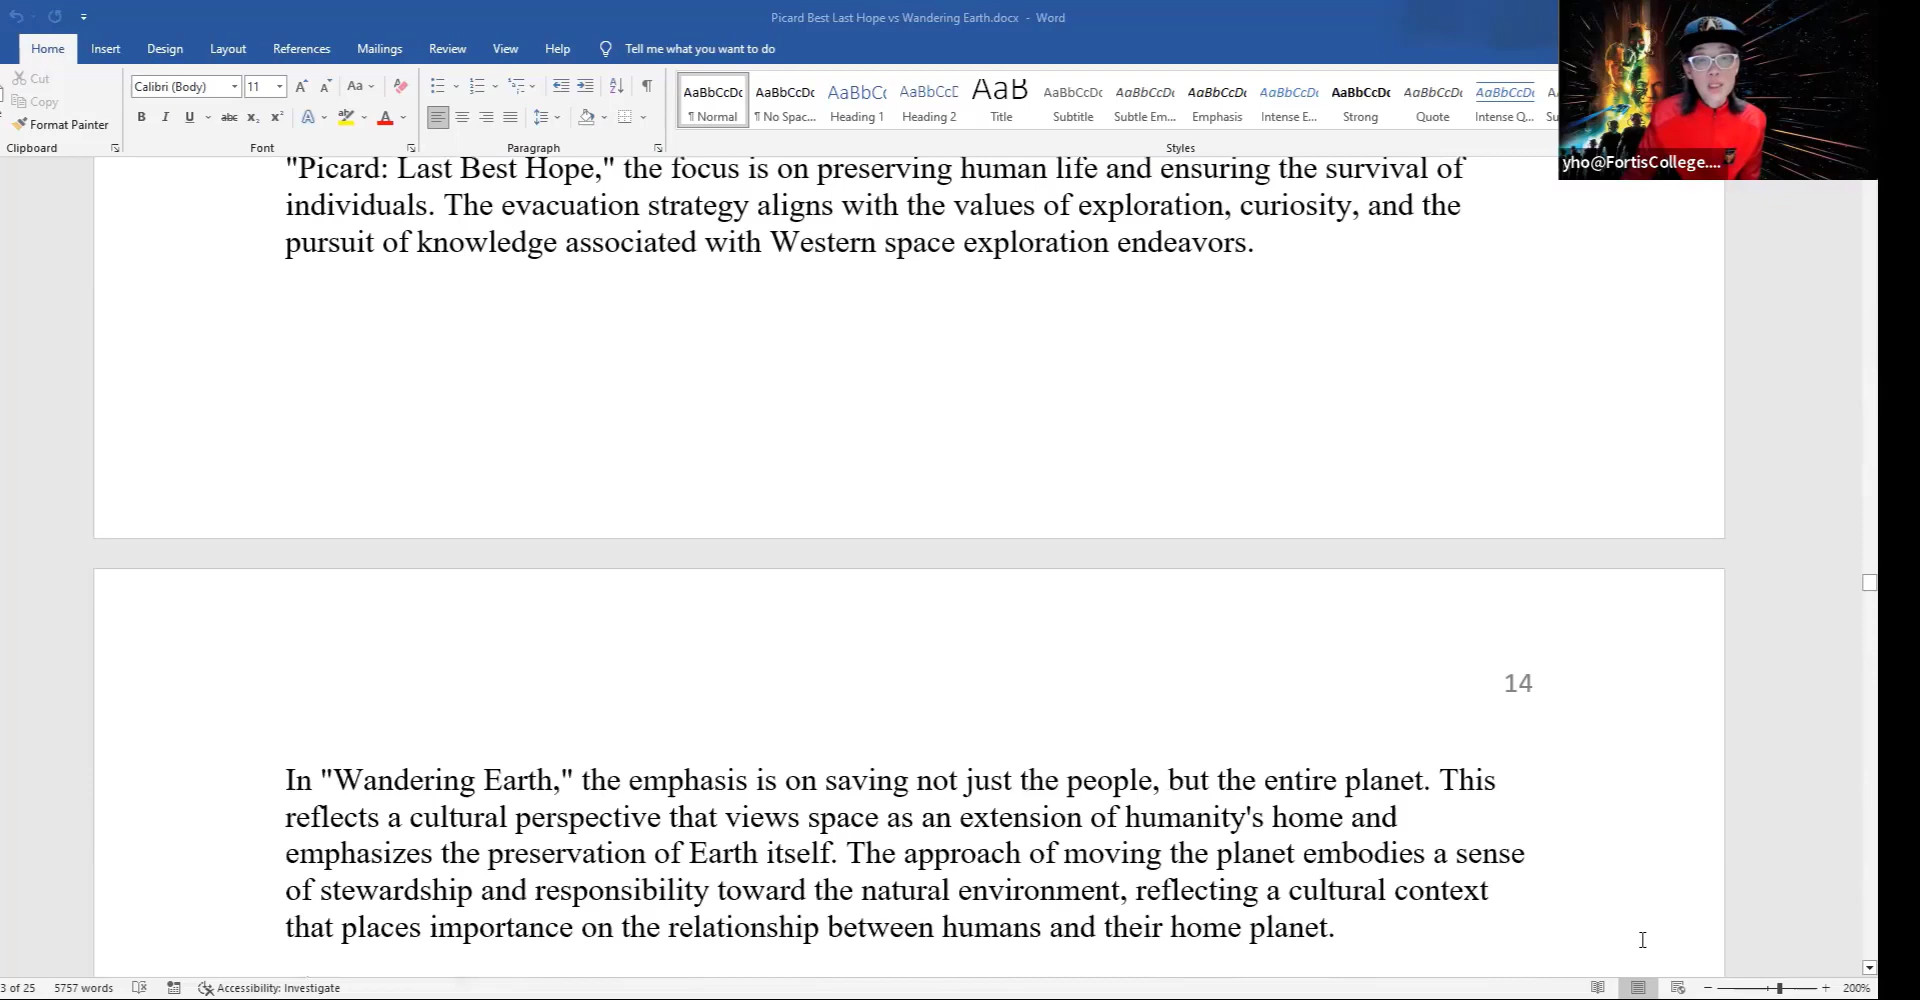 Picard Best Last Hope vs Wandering Earth.docx - Word
Home Insert Design Layout References Mailings Review View Help Tell me what you want to do
Cut
Copy
Format Painter
Calibri (Body) 11
Aa
B I U abc x₂ x² A ab A
AaBbCcDc AaBbCcDc AaBbCc AaBbCcD AaB AaBbCcDc AaBbCcDc AaBbCcDc AaBbCcDc AaBbCcDc AaBbCcDc AaBbCcDc
¶ Normal ¶ No Spac... Heading 1 Heading 2 Title Subtitle Subtle Em... Emphasis Intense E... Strong Quote Intense Q...
Clipboard Font Paragraph Styles
yho@FortisCollege....
"Picard: Last Best Hope," the focus is on preserving human life and ensuring the survival of
individuals. The evacuation strategy aligns with the values of exploration, curiosity, and the
pursuit of knowledge associated with Western space exploration endeavors.
14
In "Wandering Earth," the emphasis is on saving not just the people, but the entire planet. This
reflects a cultural perspective that views space as an extension of humanity's home and
emphasizes the preservation of Earth itself. The approach of moving the planet embodies a sense
of stewardship and responsibility toward the natural environment, reflecting a cultural context
that places importance on the relationship between humans and their home planet.
3 of 25 5757 words Accessibility: Investigate 200%